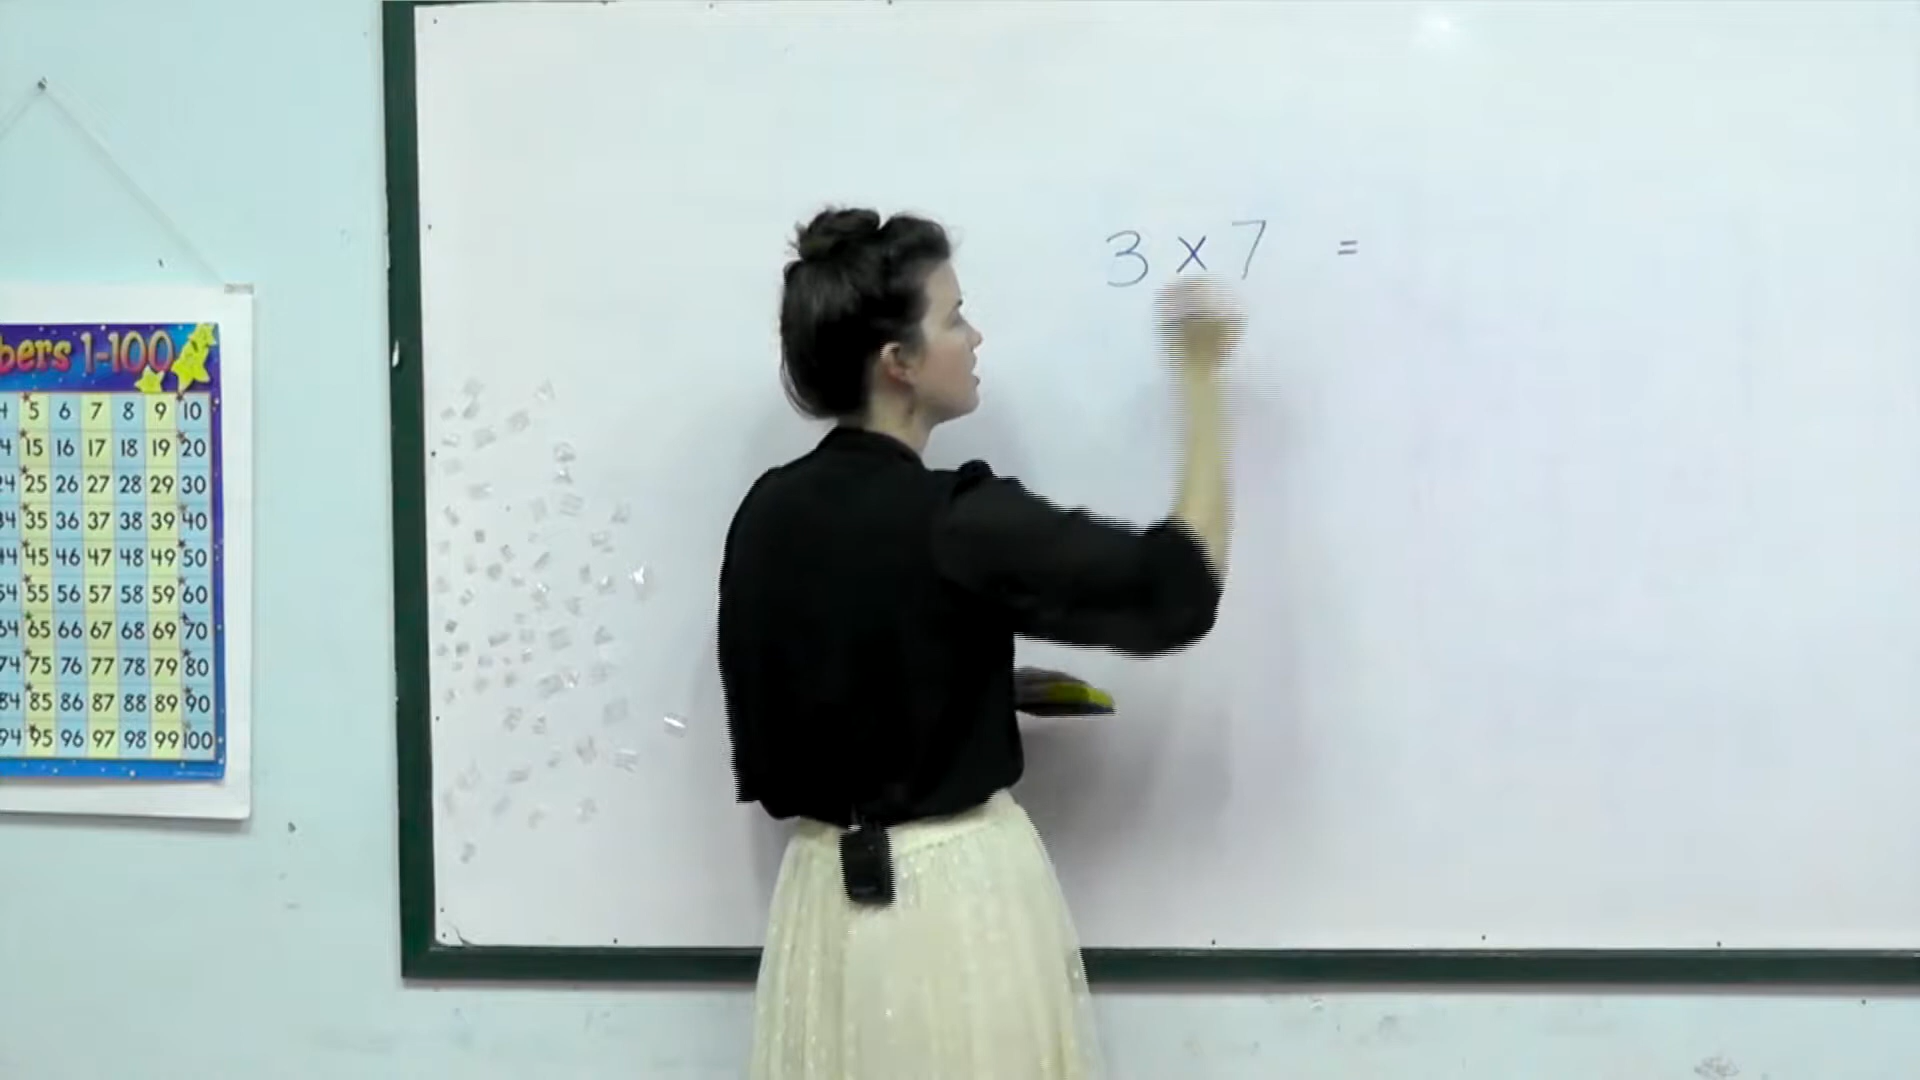 3 x 7 =
bers 1-100
4 5 6 7 8 9 10
4 15 16 17 18 19 20
24 25 26 27 28 29 30
34 35 36 37 38 39 40
44 45 46 47 48 49 50
54 55 56 57 58 59 60
64 65 66 67 68 69 70
74 75 76 77 78 79 80
84 85 86 87 88 89 90
94 95 96 97 98 99 100